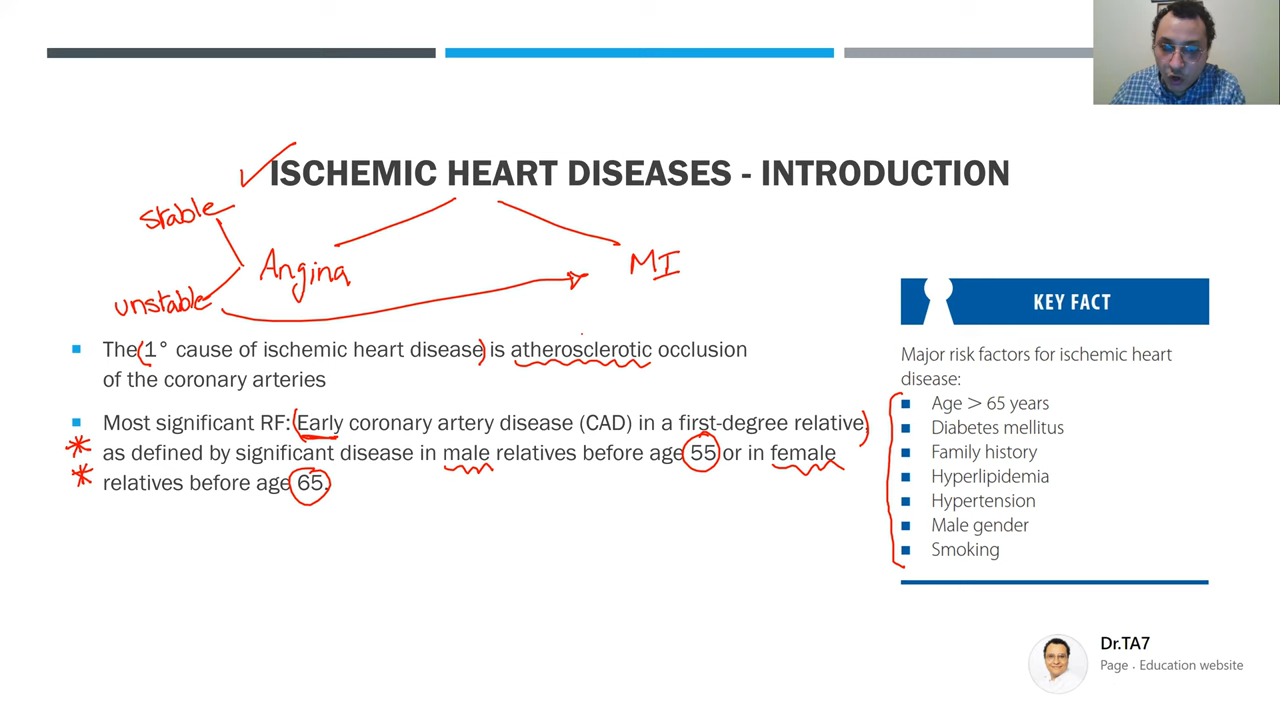 ISCHEMIC HEART DISEASES - INTRODUCTION
stable
Angina
MI
unstable
The 1° cause of ischemic heart disease is atherosclerotic occlusion
of the coronary arteries
Most significant RF: Early coronary artery disease (CAD) in a first-degree relative,
as defined by significant disease in male relatives before age 55 or in female
relatives before age 65.
KEY FACT
Major risk factors for ischemic heart
disease:
Age > 65 years
Diabetes mellitus
Family history
Hyperlipidemia
Hypertension
Male gender
Smoking
Dr.TA7
Page · Education website